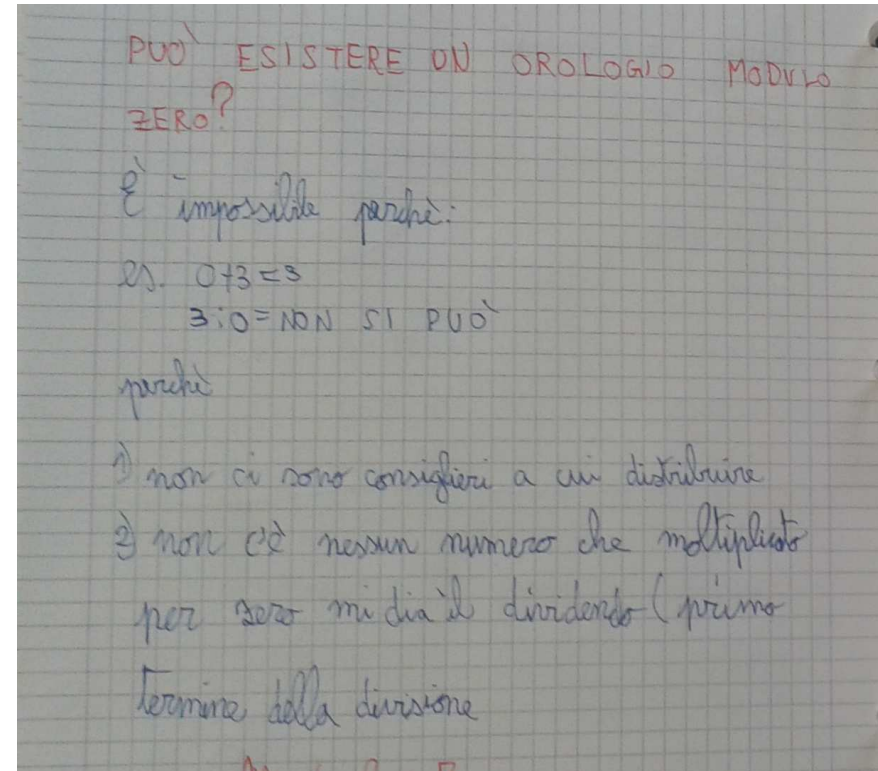 PUO' ESISTERE UN OROLOGIO MODULO
ZERO?
È impossibile perchè:
es. 0+3=3
3:0= NON SI PUO'
perchè
1) non ci sono consiglieri a cui distribuire
2) non c'è nessun numero che moltiplicato
per zero mi dia il dividendo (primo
termine della divisione